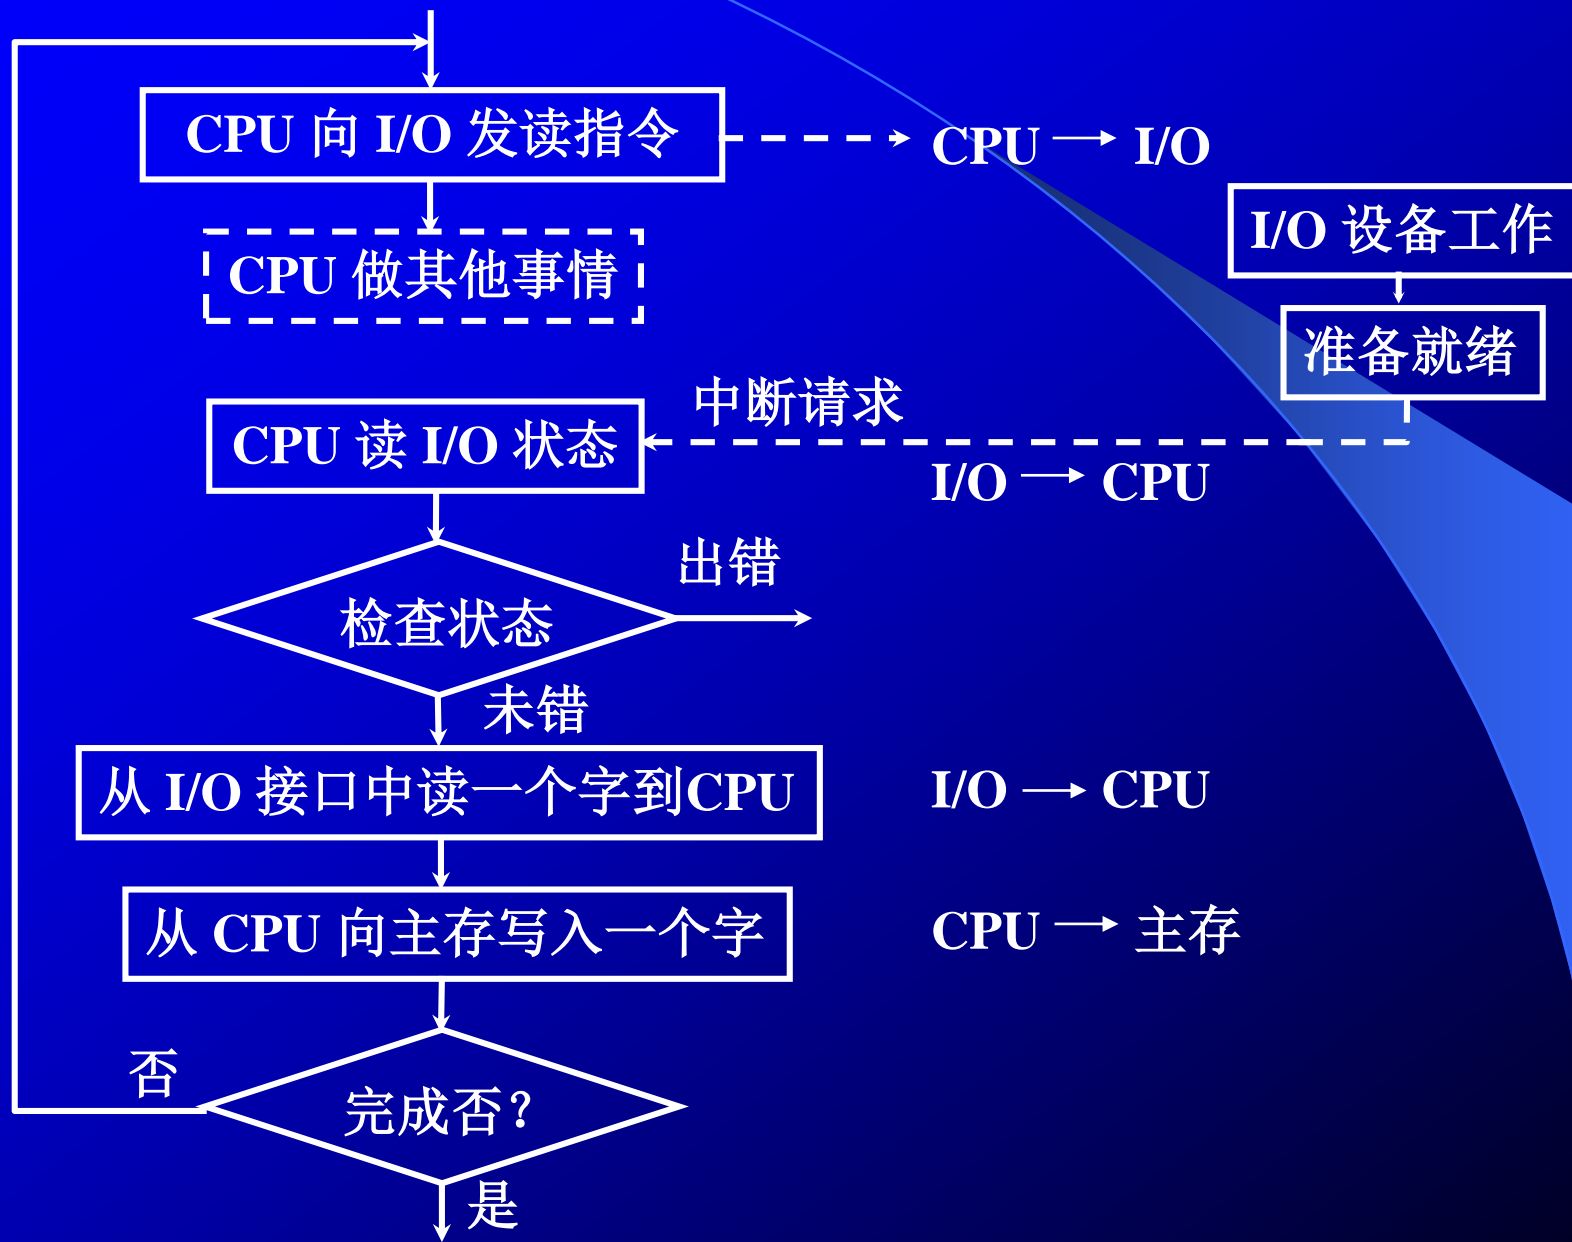 CPU 向 I/O 发读指令
CPU → I/O
I/O 设备工作
CPU 做其他事情
准备就绪
中断请求
CPU 读 I/O 状态
I/O → CPU
出错
检查状态
未错
从 I/O 接口中读一个字到CPU
I/O → CPU
从 CPU 向主存写入一个字
CPU → 主存
否
完成否？
是